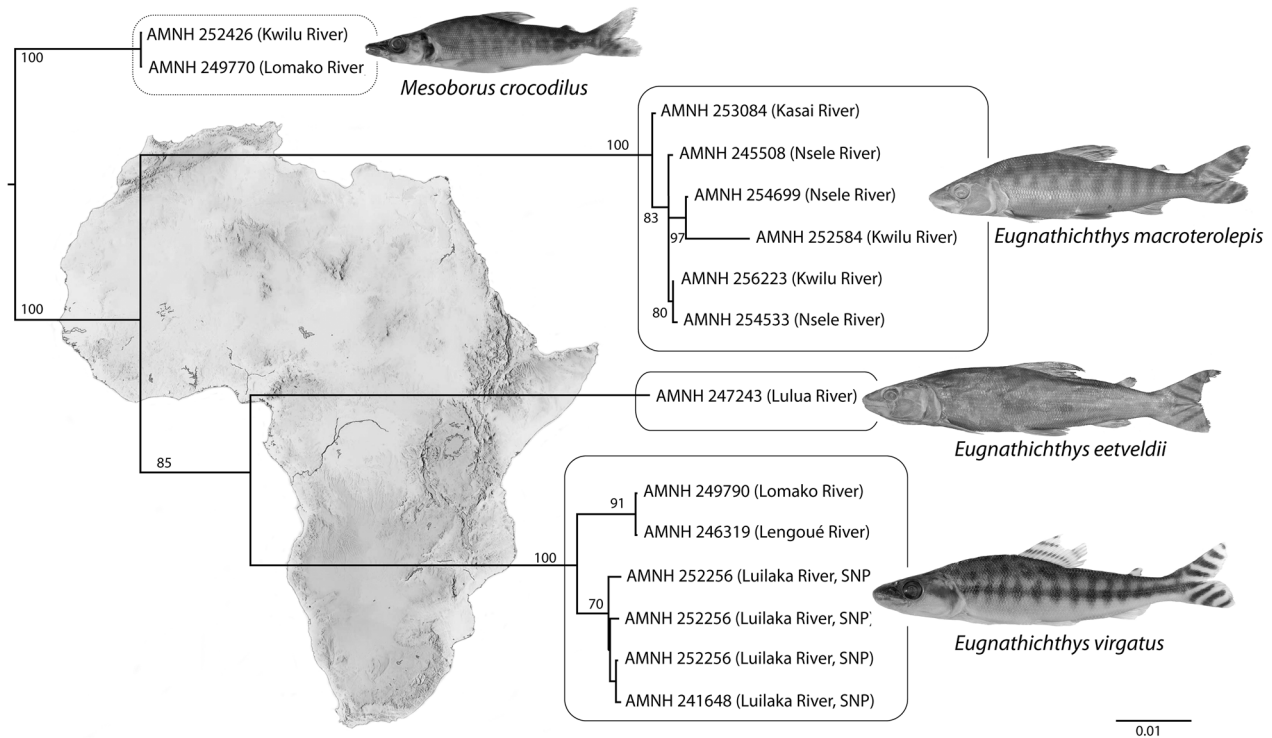 AMNH 252426 (Kwilu River)
100
AMNH 249770 (Lomako River
Mesoborus crocodilus
AMNH 253084 (Kasai River)
100
AMNH 245508 (Nsele River)
AMNH 254699 (Nsele River)
83
97
AMNH 252584 (Kwilu River)
Eugnathichthys macroterolepis
AMNH 256223 (Kwilu River)
100
80
AMNH 254533 (Nsele River)
AMNH 247243 (Lulua River)
Eugnathichthys eetveldii
85
AMNH 249790 (Lomako River)
91
AMNH 246319 (Lengoué River)
100
AMNH 252256 (Luilaka River, SNP
70
AMNH 252256 (Luilaka River, SNP)
Eugnathichthys virgatus
AMNH 252256 (Luilaka River, SNP)
AMNH 241648 (Luilaka River, SNP)
0.01